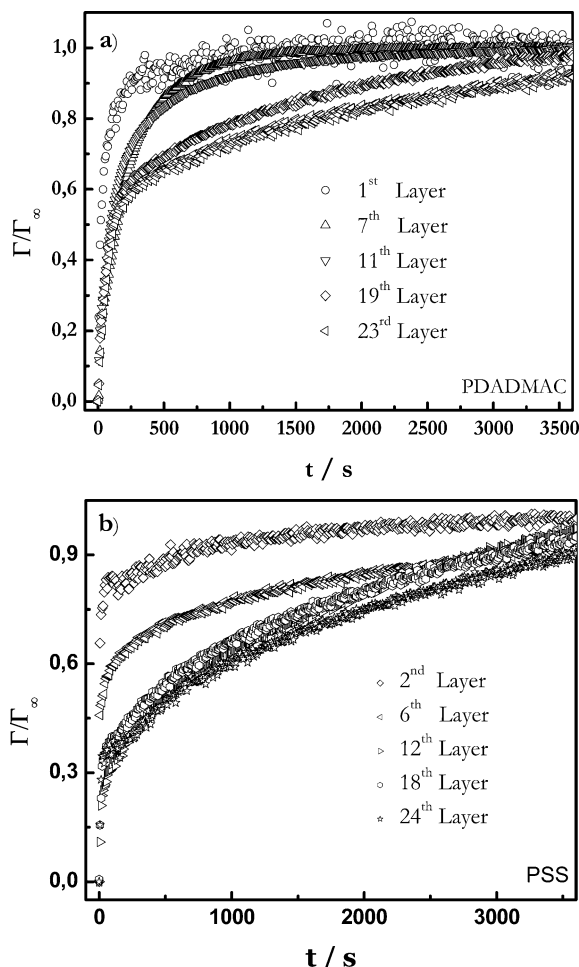 a)
1,0
0,8
0,6
0,4
0,2
0,0
Γ/Γ∞
1st Layer
7th Layer
11th Layer
19th Layer
23rd Layer
PDADMAC
0 500 1000 1500 2000 2500 3000 3500
t / s
b)
0,9
0,6
0,3
0,0
Γ/Γ∞
2nd Layer
6th Layer
12th Layer
18th Layer
24th Layer
PSS
0 1000 2000 3000
t / s